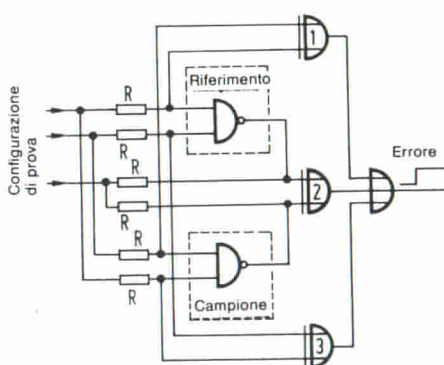 1
R
Riferimento
R
Configurazione
di prova
R
Errore
2
R
R
R
Campione
3